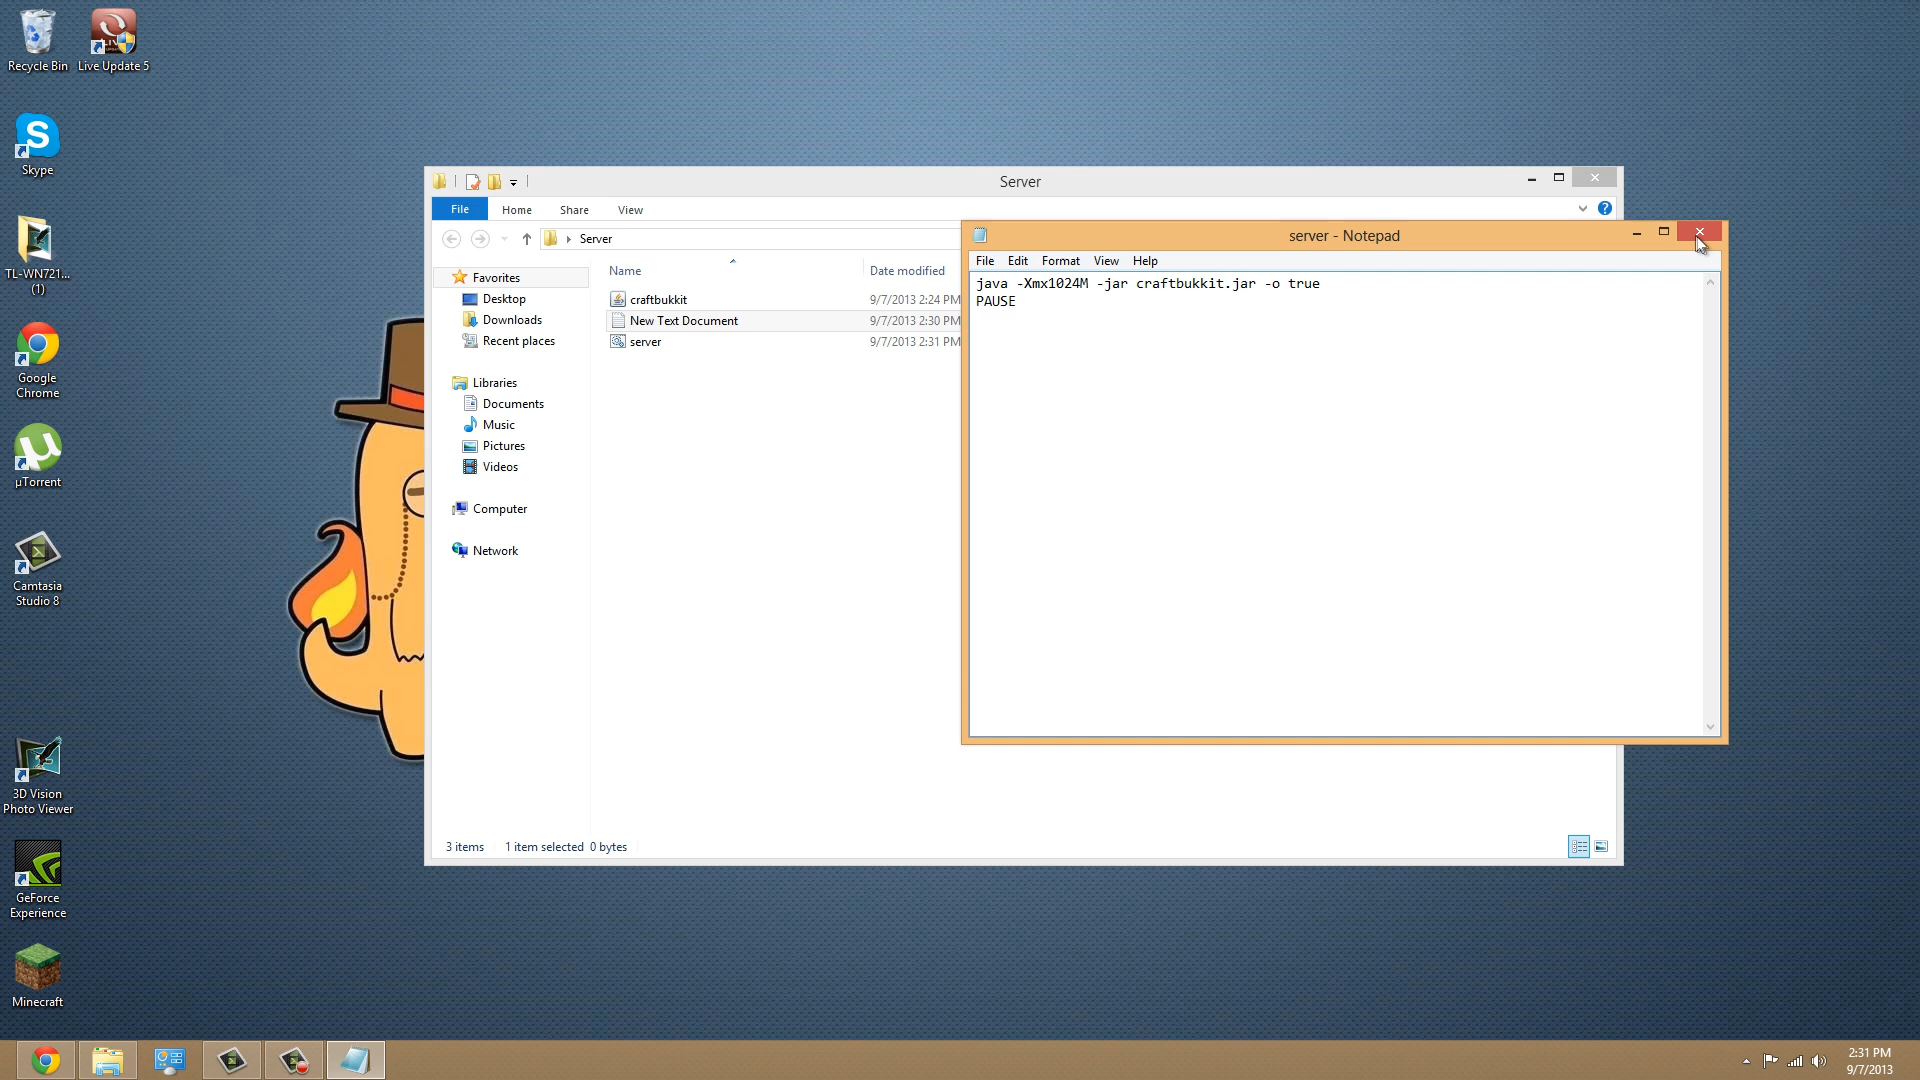 Recycle Bin
Live Update 5
Skype
TL-WN721...
(1)
Google
Chrome
µTorrent
Camtasia
Studio 8
3D Vision
Photo Viewer
GeForce
Experience
Minecraft
Server
File
Home
Share
View
Server
Favorites
Desktop
Downloads
Recent places
Libraries
Documents
Music
Pictures
Videos
Computer
Network
Name
Date modified
craftbukkit
9/7/2013 2:24 PM
New Text Document
9/7/2013 2:30 PM
server
9/7/2013 2:31 PM
3 items
1 item selected 0 bytes
server - Notepad
File
Edit
Format
View
Help
java -Xmx1024M -jar craftbukkit.jar -o true
PAUSE
2:31 PM
9/7/2013